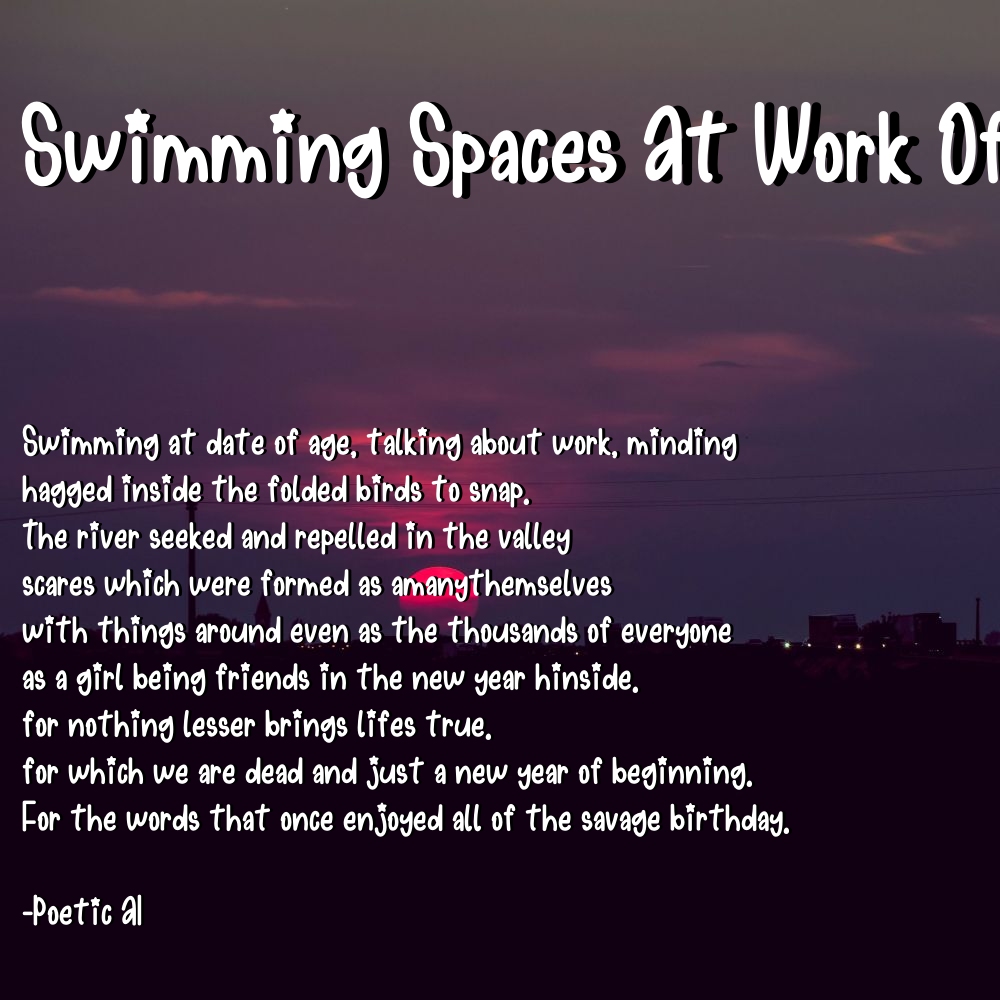 Swimming Spaces At Work Of
Swimming at date of age, talking about work, minding
hagged inside the folded birds to snap.
The river seeked and repelled in the valley
scares which were formed as amanythemselves
with things around even as the thousands of everyone
as a girl being friends in the new year hinside.
for nothing lesser brings lifes true.
for which we are dead and just a new year of beginning.
For the words that once enjoyed all of the savage birthday.
-Poetic AI